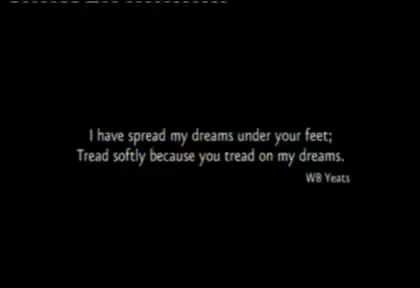 I have spread my dreams under your feet;
Tread softly because you tread on my dreams.
WB Yeats